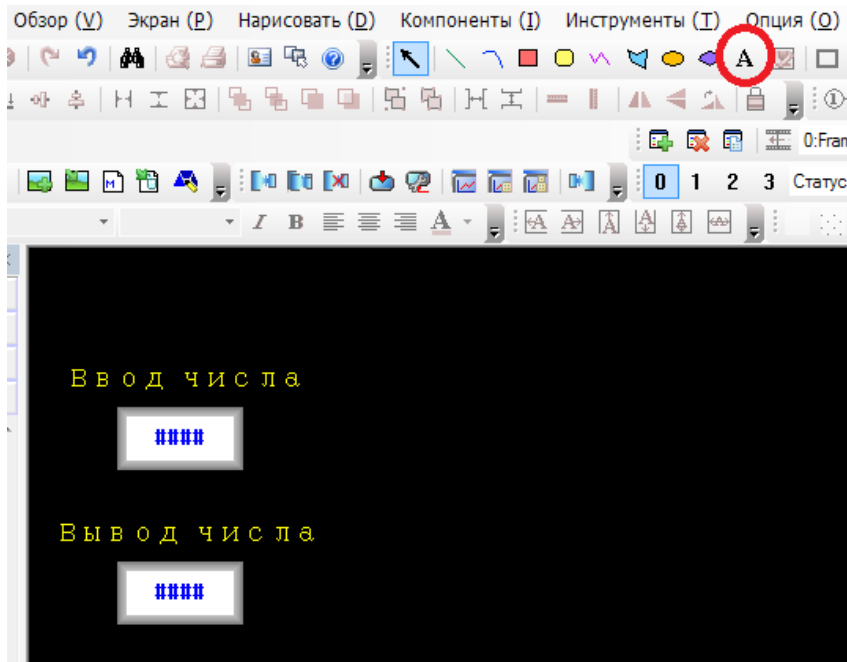 Обзор (V) Экран (P) Нарисовать (D) Компоненты (I) Инструменты (T) Опция (O)
A
M A
0:Fram
0 1 2 3 Статус
I B A A A A A A A
Ввод числа
####
Вывод числа
####